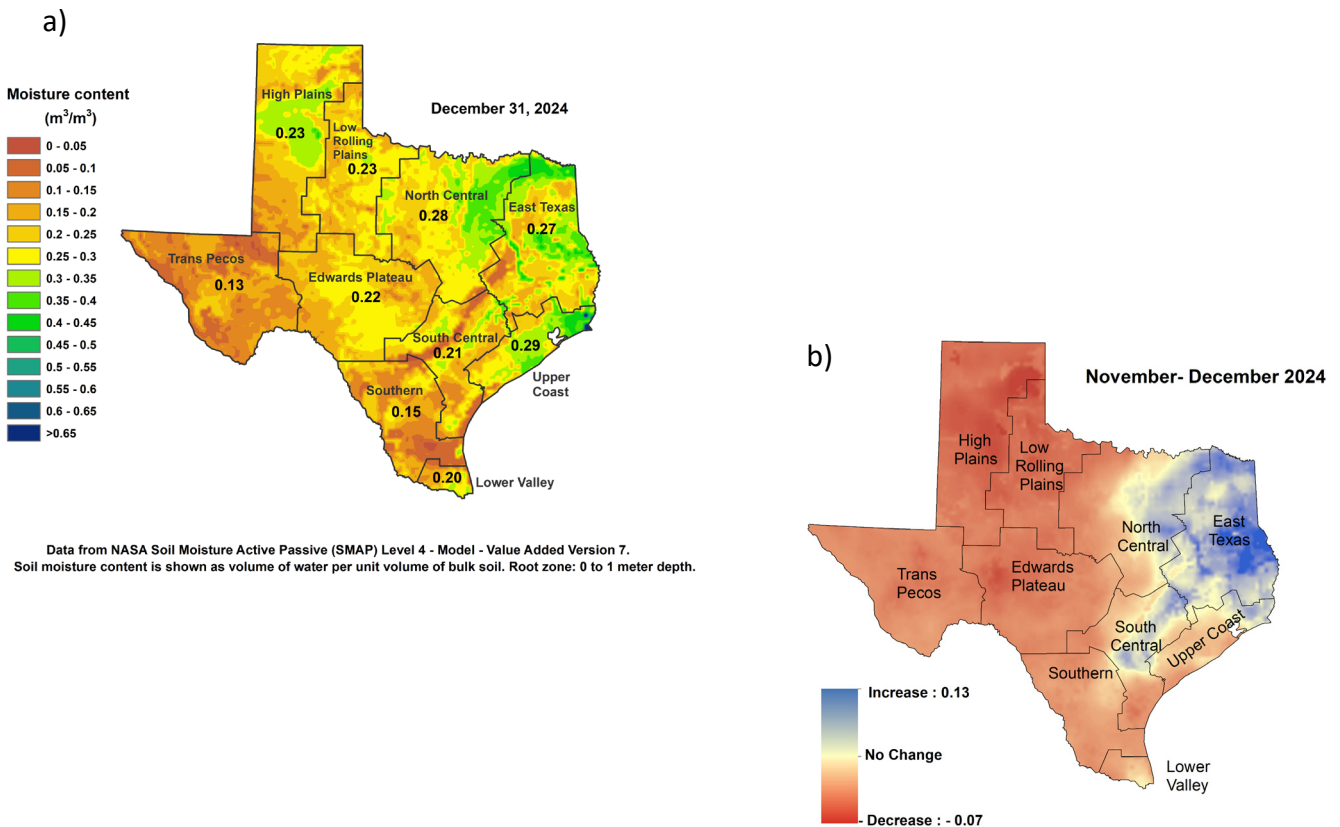 a)
Moisture content
(m³/m³)
0 - 0.05
0.05 - 0.1
0.1 - 0.15
0.15 - 0.2
0.2 - 0.25
0.25 - 0.3
0.3 - 0.35
0.35 - 0.4
0.4 - 0.45
0.45 - 0.5
0.5 - 0.55
0.55 - 0.6
0.6 - 0.65
>0.65
December 31, 2024
High Plains
0.23
Low
Rolling
Plains
0.23
North Central
0.28
East Texas
0.27
Trans Pecos
0.13
Edwards Plateau
0.22
South Central
0.21
0.29
Upper
Coast
Southern
0.15
0.20
Lower Valley
Data from NASA Soil Moisture Active Passive (SMAP) Level 4 - Model - Value Added Version 7.
Soil moisture content is shown as volume of water per unit volume of bulk soil. Root zone: 0 to 1 meter depth.
b)
November- December 2024
High
Plains
Low
Rolling
Plains
North
Central
East
Texas
Trans
Pecos
Edwards
Plateau
South
Central
Upper Coast
Southern
Lower
Valley
Increase : 0.13
No Change
Decrease : - 0.07